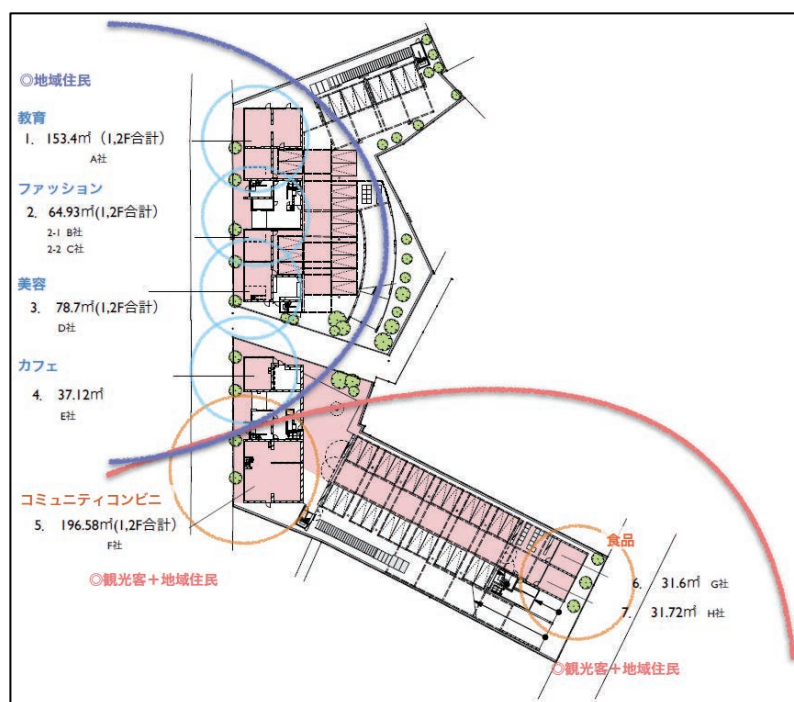 ◎地域住民
教育
1. 153.4㎡（1,2F合計）
A社
ファッション
2. 64.93㎡(1,2F合計)
2-1 B社
2-2 C社
美容
3. 78.7㎡(1,2F合計)
D社
カフェ
4. 37.12㎡
E社
コミュニティコンビニ
5. 196.58㎡(1,2F合計)
F社
◎観光客＋地域住民
食品
6. 31.6㎡ G社
7. 31.72㎡ H社
◎観光客＋地域住民